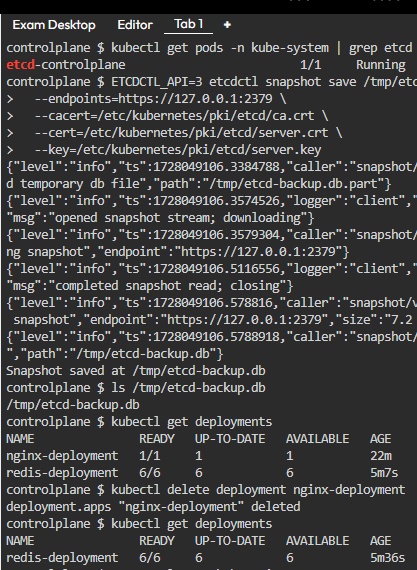 Exam Desktop Editor Tab 1 +
controlplane $ kubectl get pods -n kube-system | grep etcd
etcd-controlplane 1/1 Running
controlplane $ ETCDCTL_API=3 etcdctl snapshot save /tmp/etc
> --endpoints=https://127.0.0.1:2379 \
> --cacert=/etc/kubernetes/pki/etcd/ca.crt \
> --cert=/etc/kubernetes/pki/etcd/server.crt \
> --key=/etc/kubernetes/pki/etcd/server.key
{"level":"info","ts":1728049106.3384788,"caller":"snapshot/
d temporary db file","path":"/tmp/etcd-backup.db.part"}
{"level":"info","ts":1728049106.3574526,"logger":"client","
"msg":"opened snapshot stream; downloading"}
{"level":"info","ts":1728049106.3579304,"caller":"snapshot/
ng snapshot","endpoint":"https://127.0.0.1:2379"}
{"level":"info","ts":1728049106.5116556,"logger":"client","
"msg":"completed snapshot read; closing"}
{"level":"info","ts":1728049106.578816,"caller":"snapshot/v
snapshot","endpoint":"https://127.0.0.1:2379","size":"7.2
{"level":"info","ts":1728049106.5788918,"caller":"snapshot/
","path":"/tmp/etcd-backup.db"}
Snapshot saved at /tmp/etcd-backup.db
controlplane $ ls /tmp/etcd-backup.db
/tmp/etcd-backup.db
controlplane $ kubectl get deployments
NAME READY UP-TO-DATE AVAILABLE AGE
nginx-deployment 1/1 1 1 22m
redis-deployment 6/6 6 6 5m7s
controlplane $ kubectl delete deployment nginx-deployment
deployment.apps "nginx-deployment" deleted
controlplane $ kubectl get deployments
NAME READY UP-TO-DATE AVAILABLE AGE
redis-deployment 6/6 6 6 5m36s